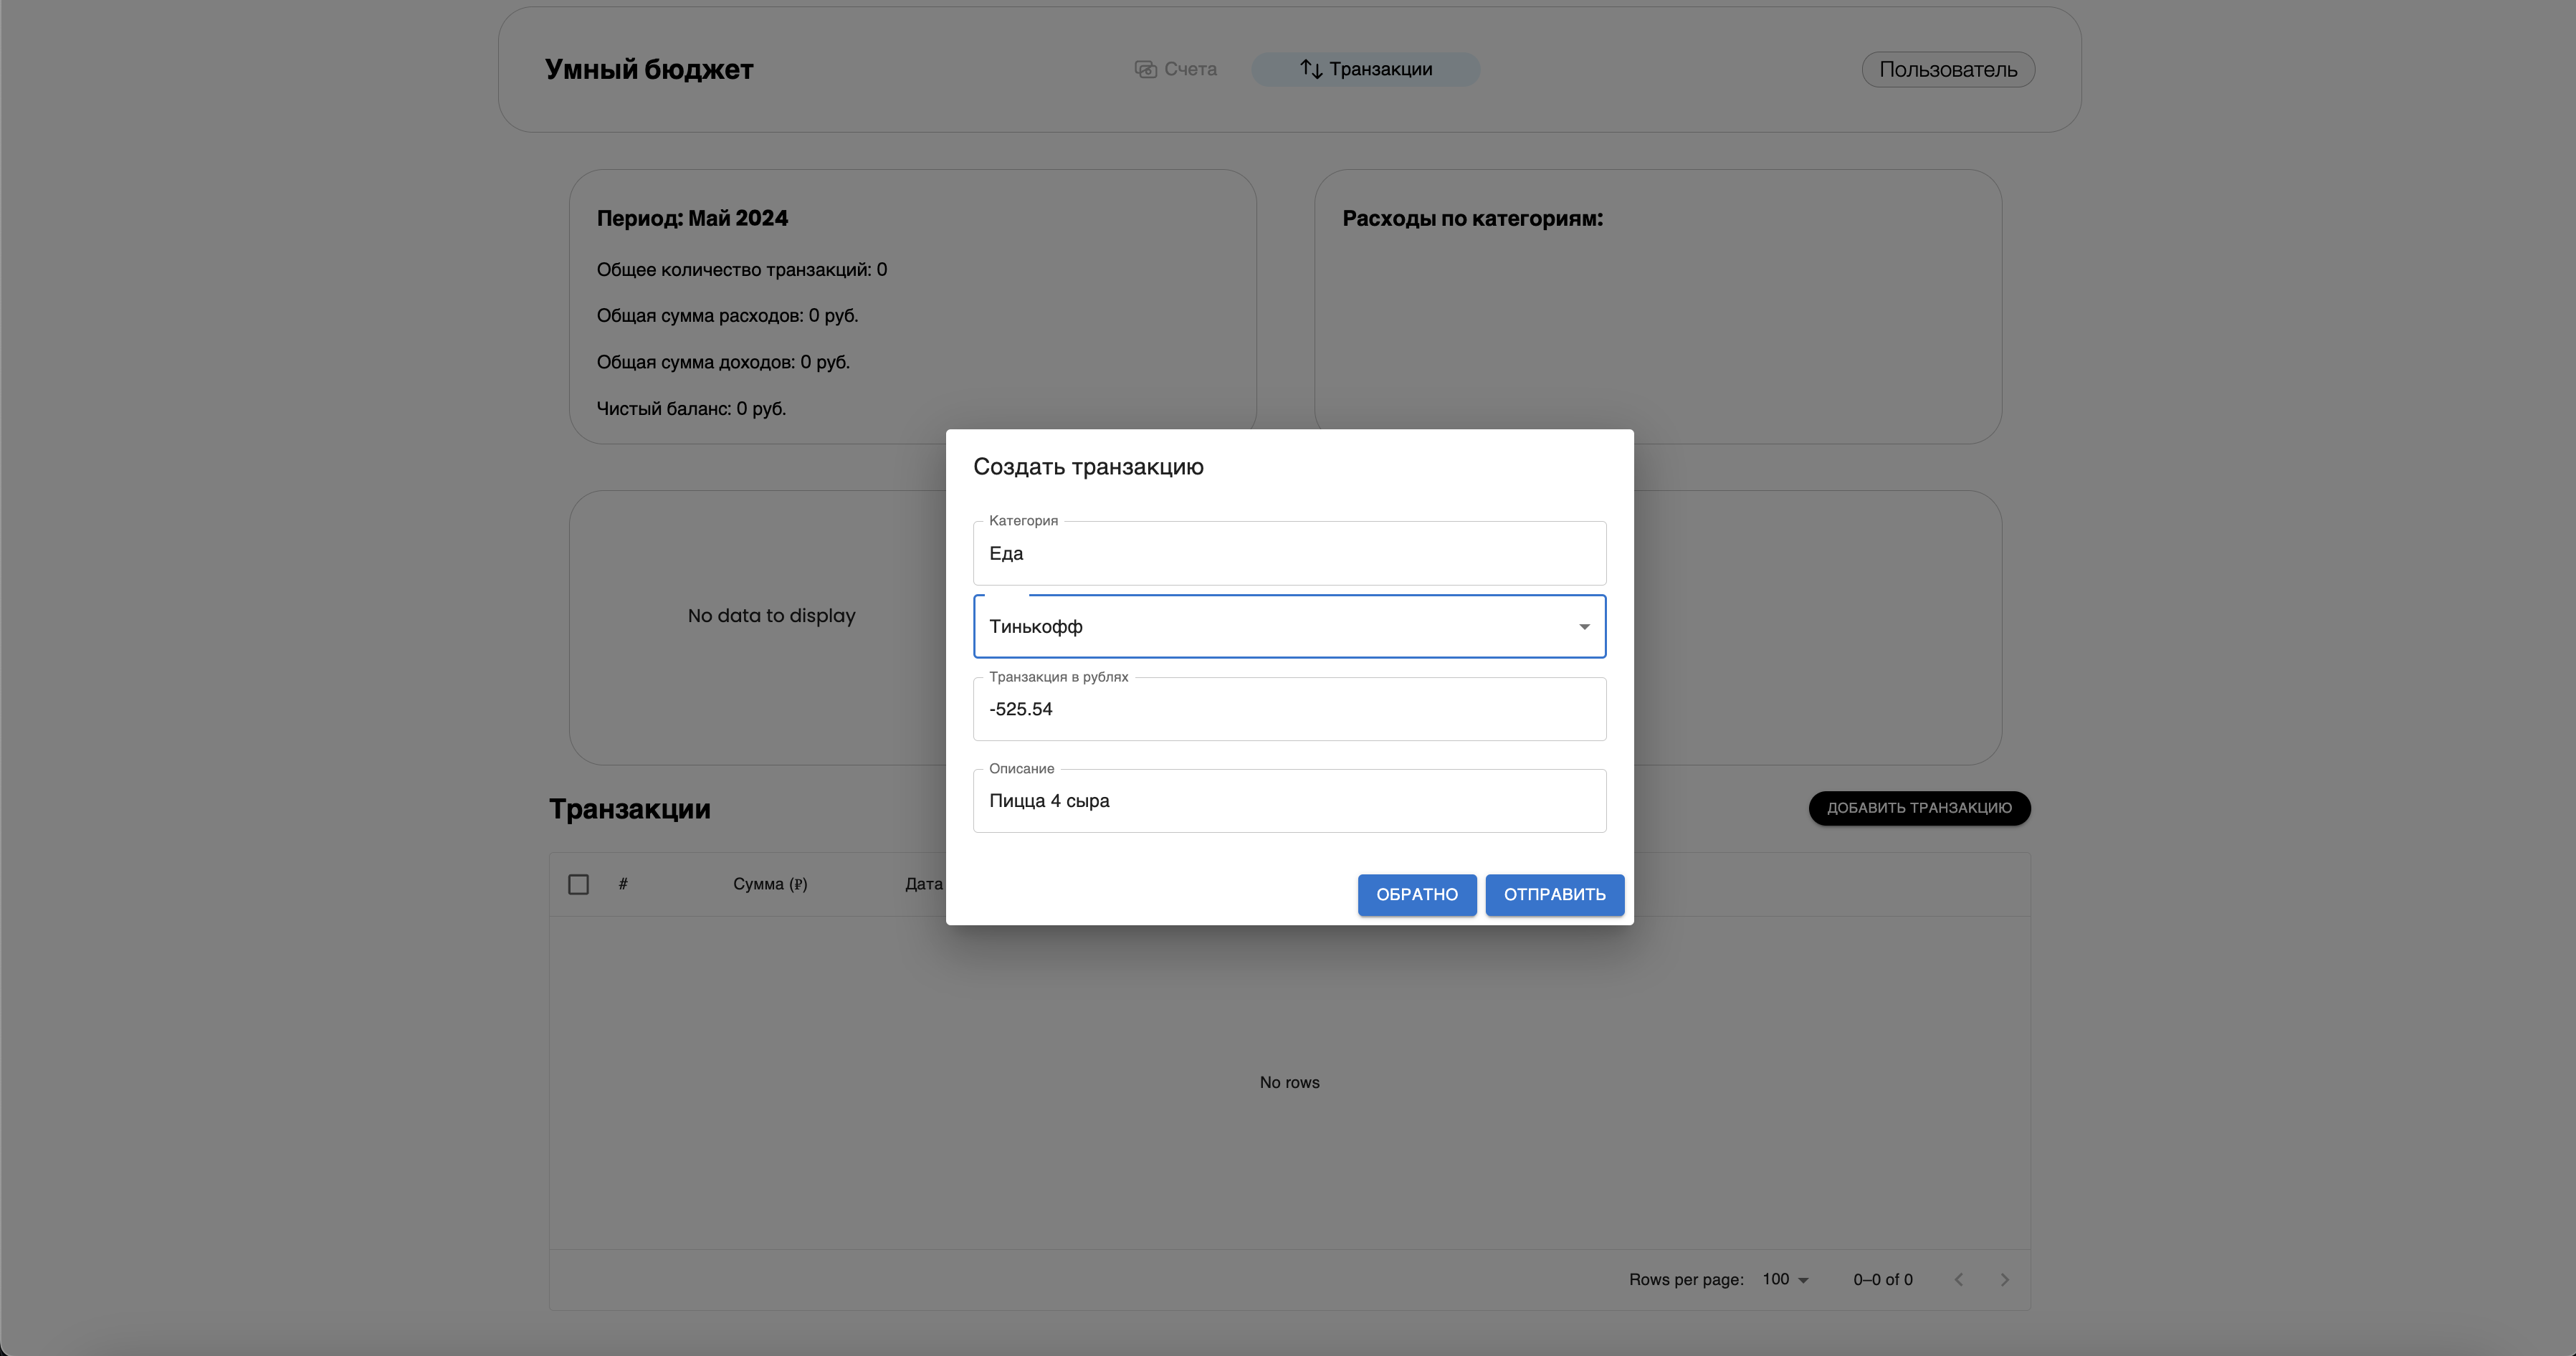 Умный бюджет
Счета
Транзакции
Пользователь
Период: Май 2024
Общее количество транзакций: 0
Общая сумма расходов: 0 руб.
Общая сумма доходов: 0 руб.
Чистый баланс: 0 руб.
Расходы по категориям:
No data to display
Создать транзакцию
Категория
Еда
Тинькофф
Транзакция в рублях
-525.54
Описание
Пицца 4 сыра
ОБРАТНО
ОТПРАВИТЬ
Транзакции
ДОБАВИТЬ ТРАНЗАКЦИЮ
#
Сумма (₽)
Дата
No rows
Rows per page: 100
0–0 of 0